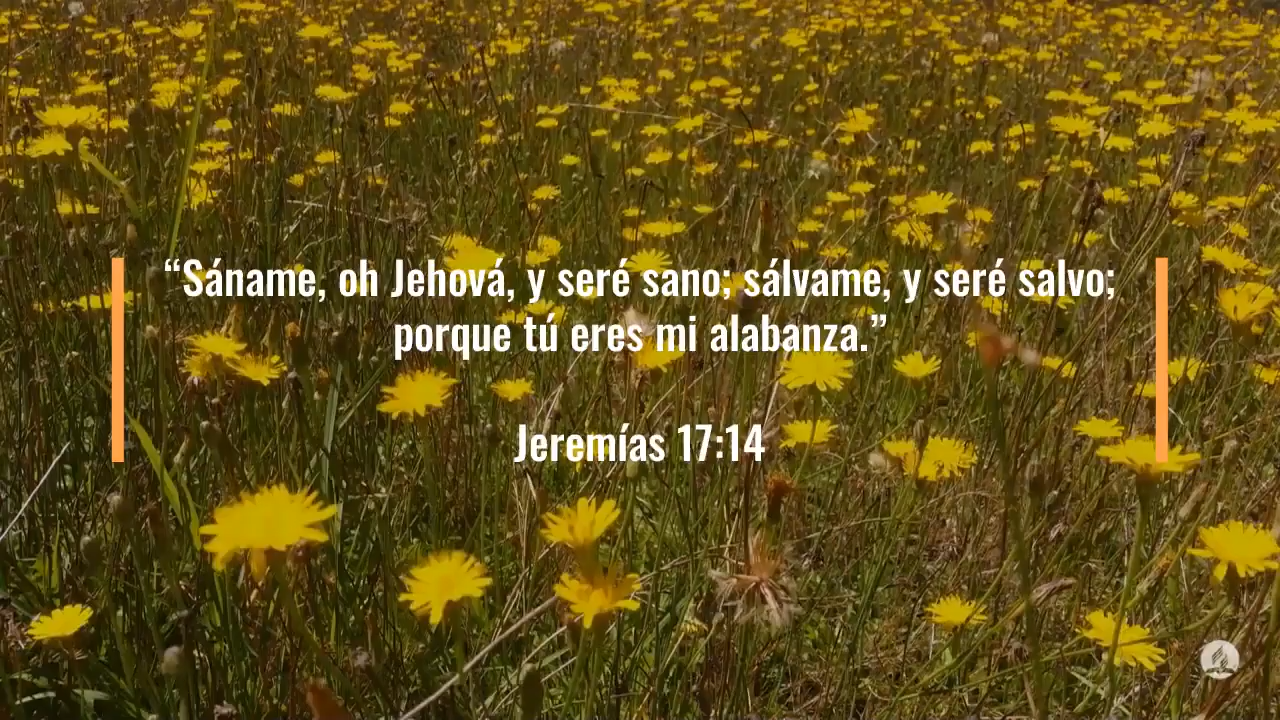 “Sáname, oh Jehová, y seré sano; sálvame, y seré salvo;
porque tú eres mi alabanza.”
Jeremías 17:14